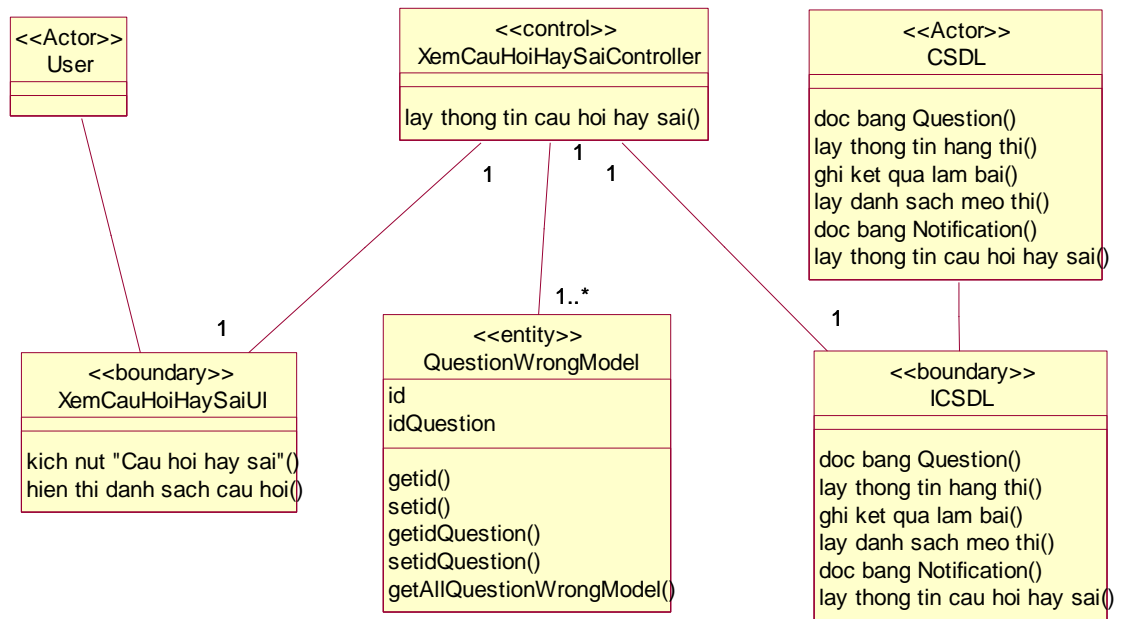 <<Actor>>
User
<<control>>
XemCauHoiHaySaiController
lay thong tin cau hoi hay sai()
<<Actor>>
CSDL
doc bang Question()
lay thong tin hang thi()
ghi ket qua lam bai()
lay danh sach meo thi()
doc bang Notification()
lay thong tin cau hoi hay sai()
1
1
1
1
1..*
1
<<boundary>>
XemCauHoiHaySaiUI
kich nut "Cau hoi hay sai"()
hien thi danh sach cau hoi()
<<entity>>
QuestionWrongModel
id
idQuestion
getid()
setid()
getidQuestion()
setidQuestion()
getAllQuestionWrongModel()
<<boundary>>
ICSDL
doc bang Question()
lay thong tin hang thi()
ghi ket qua lam bai()
lay danh sach meo thi()
doc bang Notification()
lay thong tin cau hoi hay sai()